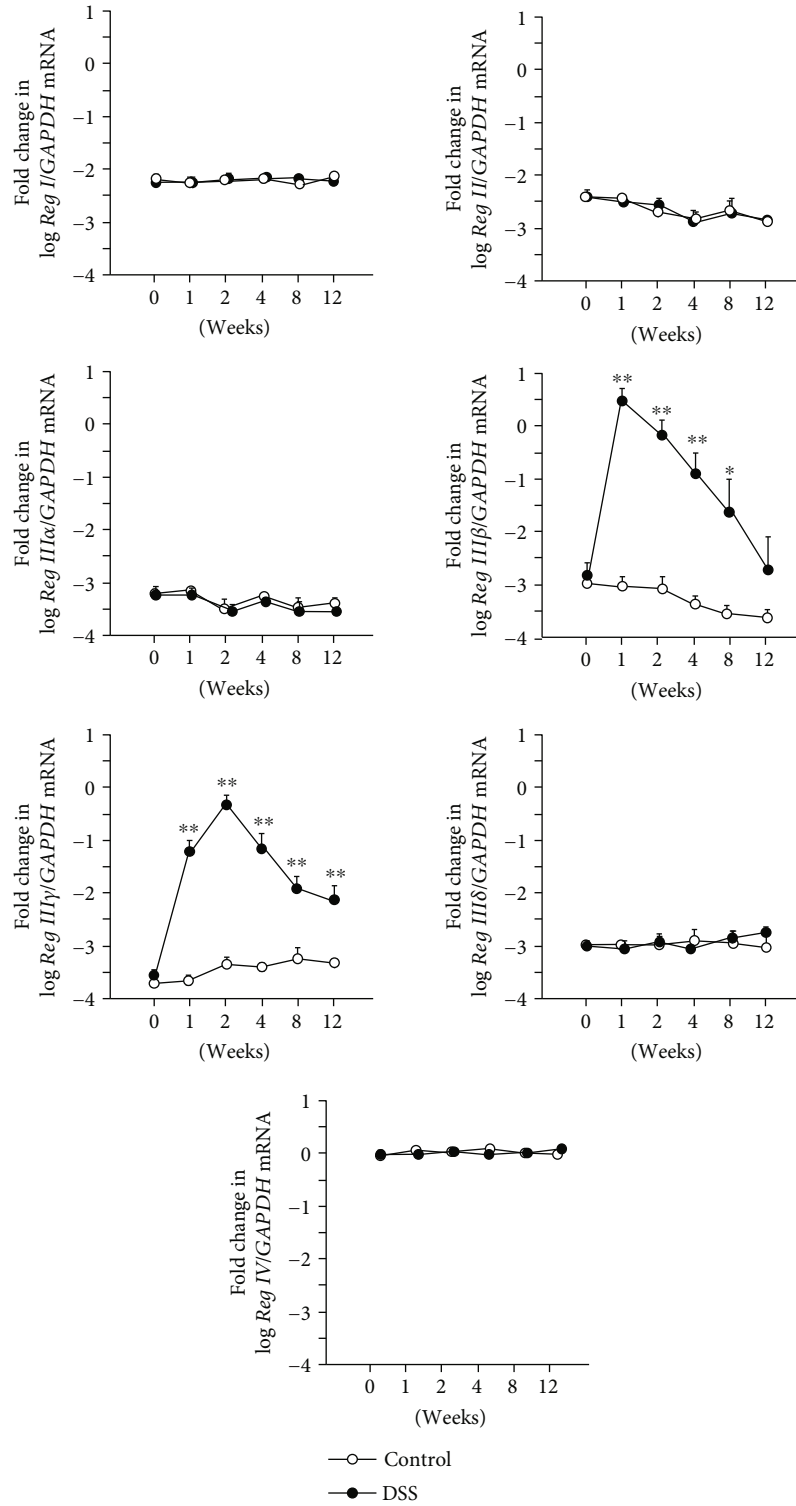 Fold change in
log Reg I/GAPDH mRNA
1
0
−1
−2
−3
−4
0 1 2 4 8 12
(Weeks)
Fold change in
log Reg II/GAPDH mRNA
1
0
−1
−2
−3
−4
0 1 2 4 8 12
(Weeks)
Fold change in
log Reg IIIα/GAPDH mRNA
1
0
−1
−2
−3
−4
0 1 2 4 8 12
(Weeks)
Fold change in
log Reg IIIβ/GAPDH mRNA
1
0
−1
−2
−3
−4
** ** ** *
0 1 2 4 8 12
(Weeks)
Fold change in
log Reg IIIγ/GAPDH mRNA
1
0
−1
−2
−3
−4
** ** ** ** **
0 1 2 4 8 12
(Weeks)
Fold change in
log Reg IIIδ/GAPDH mRNA
1
0
−1
−2
−3
−4
0 1 2 4 8 12
(Weeks)
Fold change in
log Reg IV/GAPDH mRNA
1
0
−1
−2
−3
−4
0 1 2 4 8 12
(Weeks)
Control
DSS